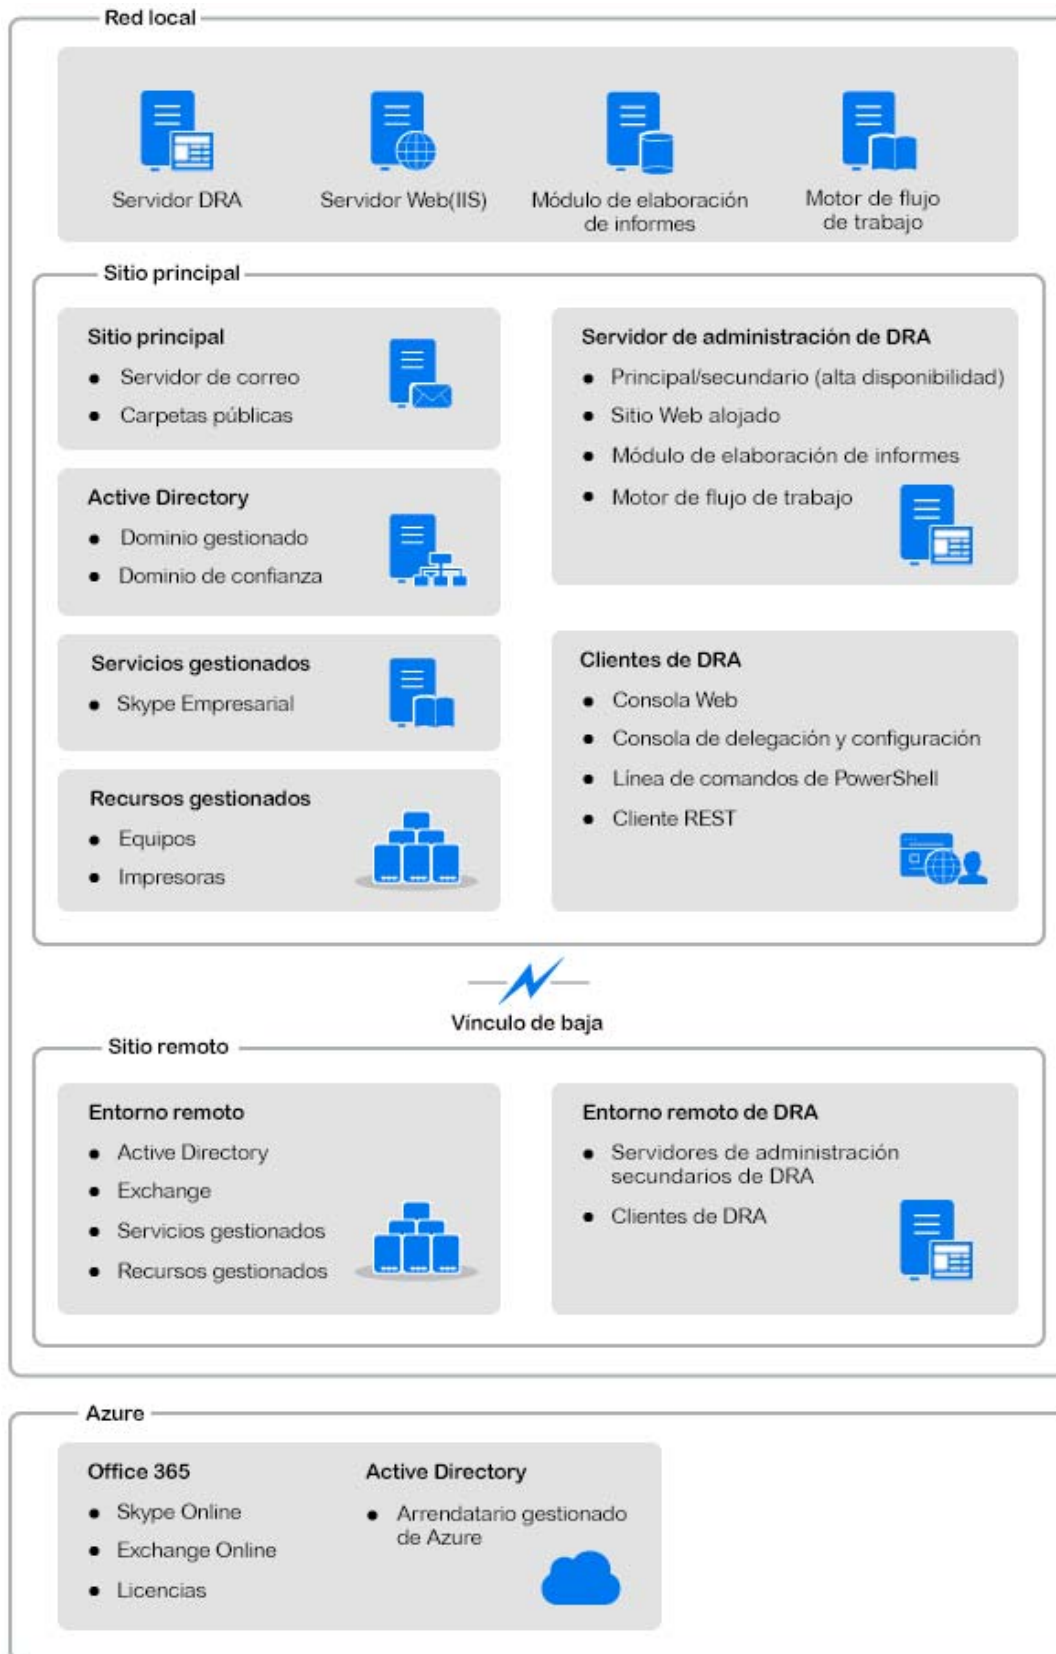 Red local
Servidor DRA
Servidor Web(IIS)
Módulo de elaboración
de informes
Motor de flujo
de trabajo
Sitio principal
Sitio principal
● Servidor de correo
● Carpetas públicas
Active Directory
● Dominio gestionado
● Dominio de confianza
Servicios gestionados
● Skype Empresarial
Recursos gestionados
● Equipos
● Impresoras
Servidor de administración de DRA
● Principal/secundario (alta disponibilidad)
● Sitio Web alojado
● Módulo de elaboración de informes
● Motor de flujo de trabajo
Clientes de DRA
● Consola Web
● Consola de delegación y configuración
● Línea de comandos de PowerShell
● Cliente REST
Vínculo de baja
Sitio remoto
Entorno remoto
● Active Directory
● Exchange
● Servicios gestionados
● Recursos gestionados
Entorno remoto de DRA
● Servidores de administración
secundarios de DRA
● Clientes de DRA
Azure
Office 365
● Skype Online
● Exchange Online
● Licencias
Active Directory
● Arrendatario gestionado
de Azure